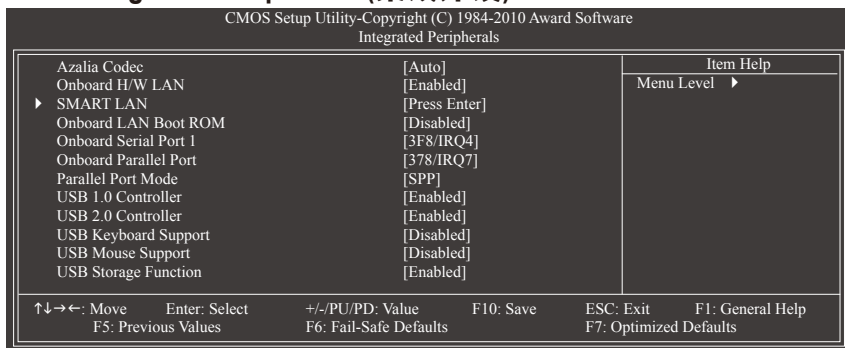 CMOS Setup Utility-Copyright (C) 1984-2010 Award Software
Integrated Peripherals
Azalia Codec [Auto]
Onboard H/W LAN [Enabled]
SMART LAN [Press Enter]
Onboard LAN Boot ROM [Disabled]
Onboard Serial Port 1 [3F8/IRQ4]
Onboard Parallel Port [378/IRQ7]
Parallel Port Mode [SPP]
USB 1.0 Controller [Enabled]
USB 2.0 Controller [Enabled]
USB Keyboard Support [Disabled]
USB Mouse Support [Disabled]
USB Storage Function [Enabled]
Item Help
Menu Level
↑↓→←: Move Enter: Select +/-/PU/PD: Value F10: Save ESC: Exit F1: General Help
F5: Previous Values F6: Fail-Safe Defaults F7: Optimized Defaults